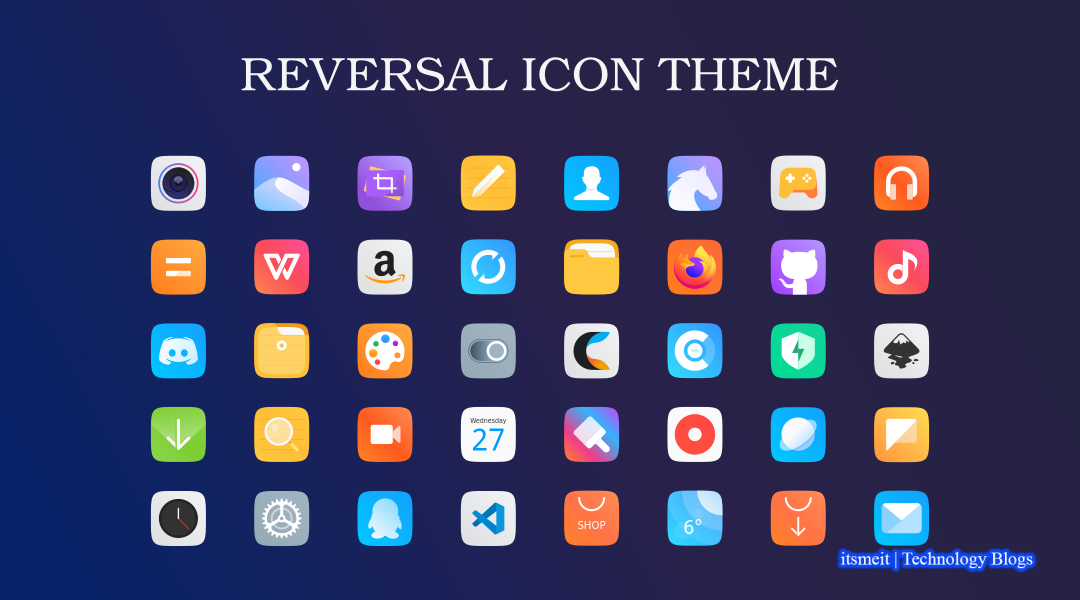 REVERSAL ICON THEME
a
Wednesday
27
SHOP
6°
itsmeit | Technology Blogs